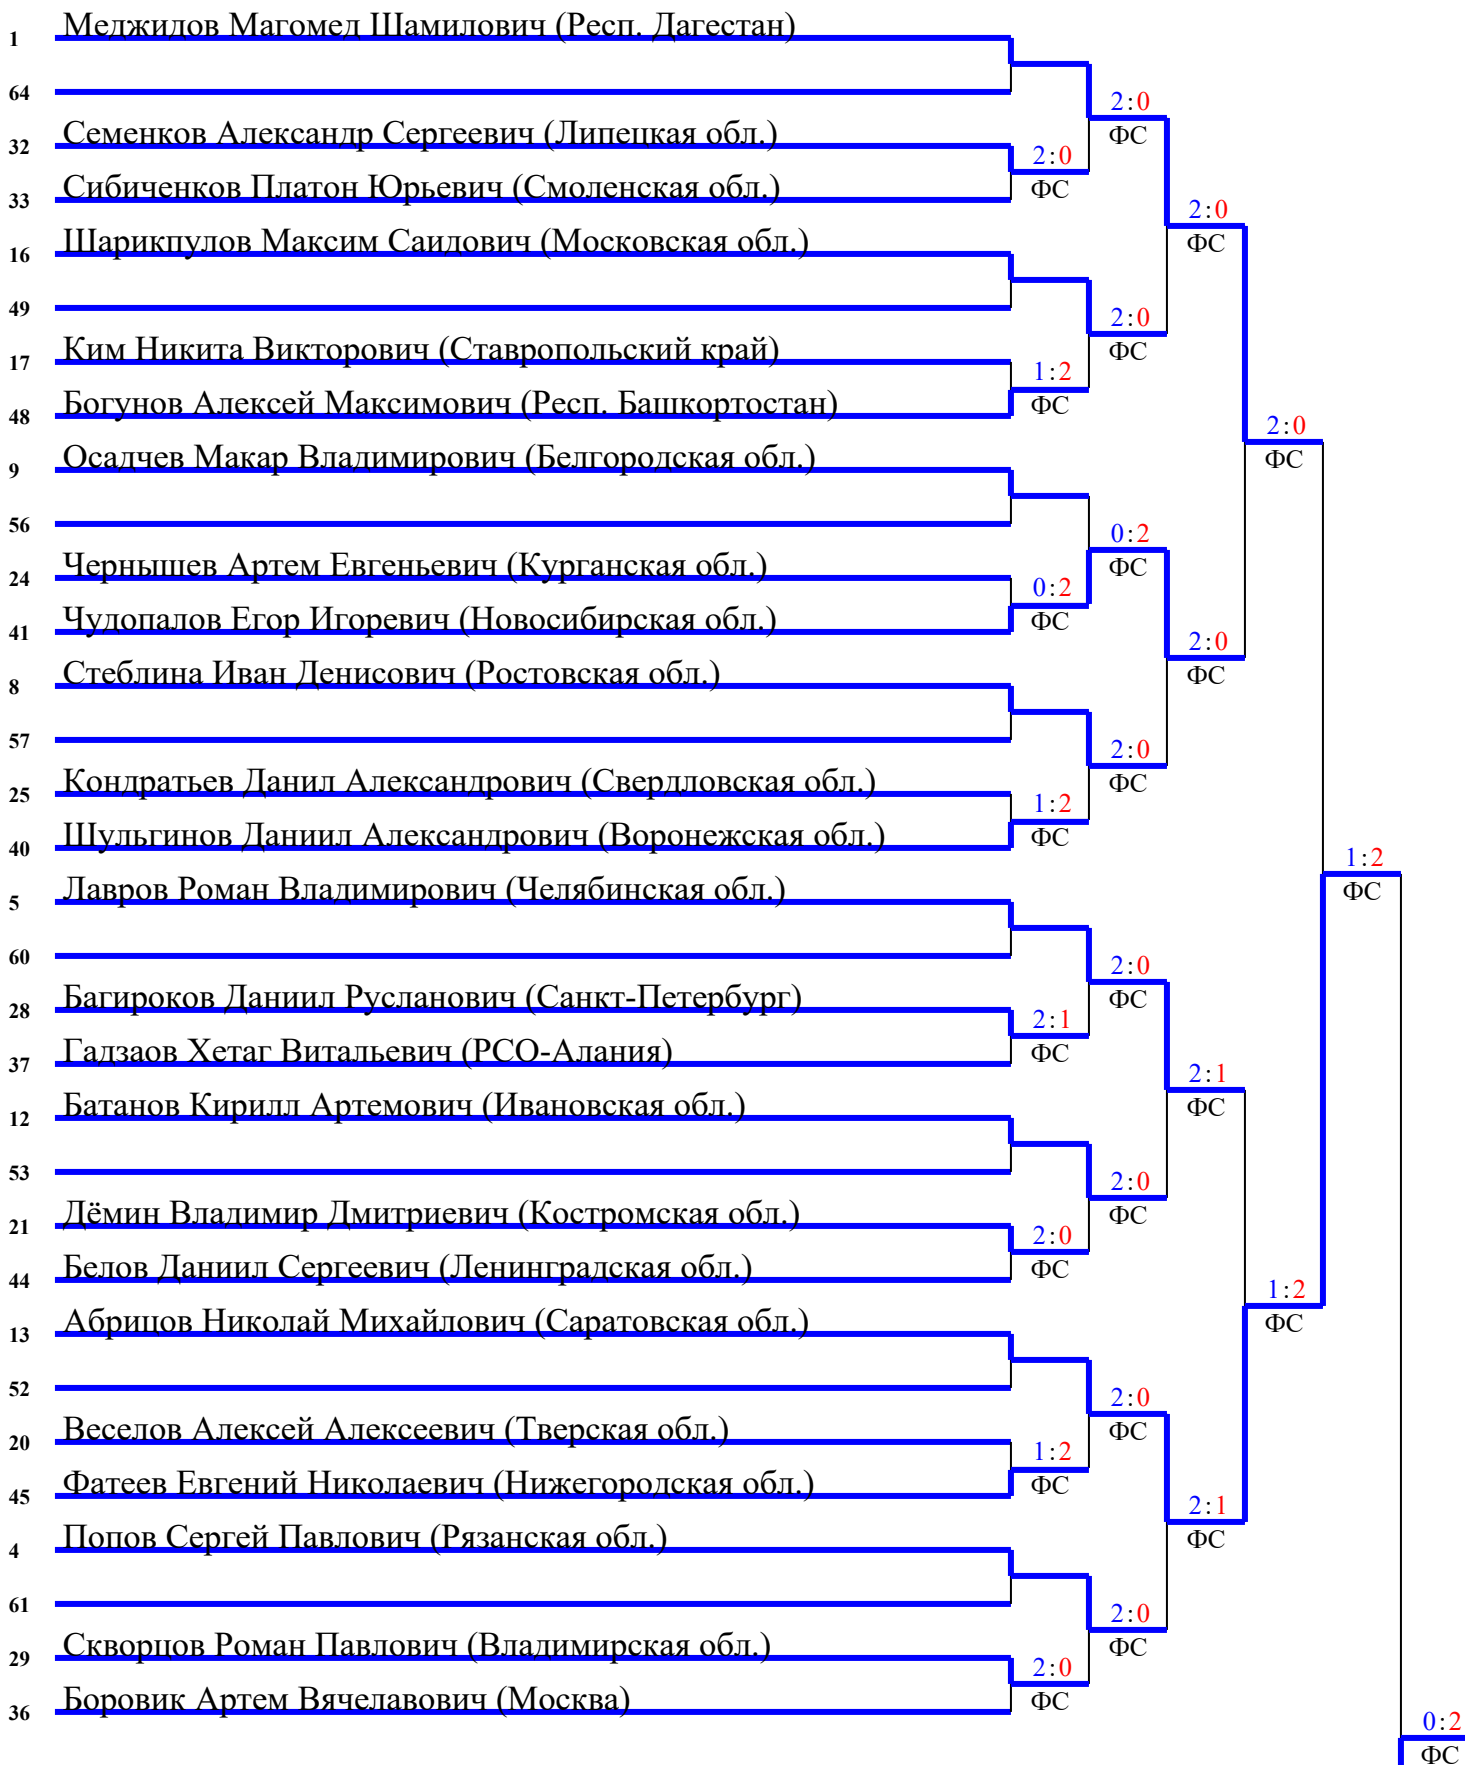 1 Меджидов Магомед Шамилович (Респ. Дагестан)
64
2:0
ФС
32 Семенков Александр Сергеевич (Липецкая обл.)
2:0
ФС
33 Сибиченков Платон Юрьевич (Смоленская обл.)
2:0
ФС
16 Шарикпулов Максим Саидович (Московская обл.)
49
2:0
ФС
17 Ким Никита Викторович (Ставропольский край)
1:2
ФС
48 Богунов Алексей Максимович (Респ. Башкортостан)
2:0
ФС
9 Осадчев Макар Владимирович (Белгородская обл.)
56
0:2
ФС
24 Чернышев Артем Евгеньевич (Курганская обл.)
0:2
ФС
41 Чудопалов Егор Игоревич (Новосибирская обл.)
2:0
ФС
8 Стеблина Иван Денисович (Ростовская обл.)
57
2:0
ФС
25 Кондратьев Данил Александрович (Свердловская обл.)
1:2
ФС
40 Шульгинов Даниил Александрович (Воронежская обл.)
1:2
ФС
5 Лавров Роман Владимирович (Челябинская обл.)
60
2:0
ФС
28 Багироков Даниил Русланович (Санкт-Петербург)
2:1
ФС
37 Гадзаов Хетаг Витальевич (РСО-Алания)
2:1
ФС
12 Батанов Кирилл Артемович (Ивановская обл.)
53
2:0
ФС
21 Дёмин Владимир Дмитриевич (Костромская обл.)
2:0
ФС
44 Белов Даниил Сергеевич (Ленинградская обл.)
1:2
ФС
13 Абрицов Николай Михайлович (Саратовская обл.)
52
2:0
ФС
20 Веселов Алексей Алексеевич (Тверская обл.)
1:2
ФС
45 Фатеев Евгений Николаевич (Нижегородская обл.)
2:1
ФС
4 Попов Сергей Павлович (Рязанская обл.)
61
2:0
ФС
29 Скворцов Роман Павлович (Владимирская обл.)
2:0
ФС
36 Боровик Артем Вячелавович (Москва)
0:2
ФС